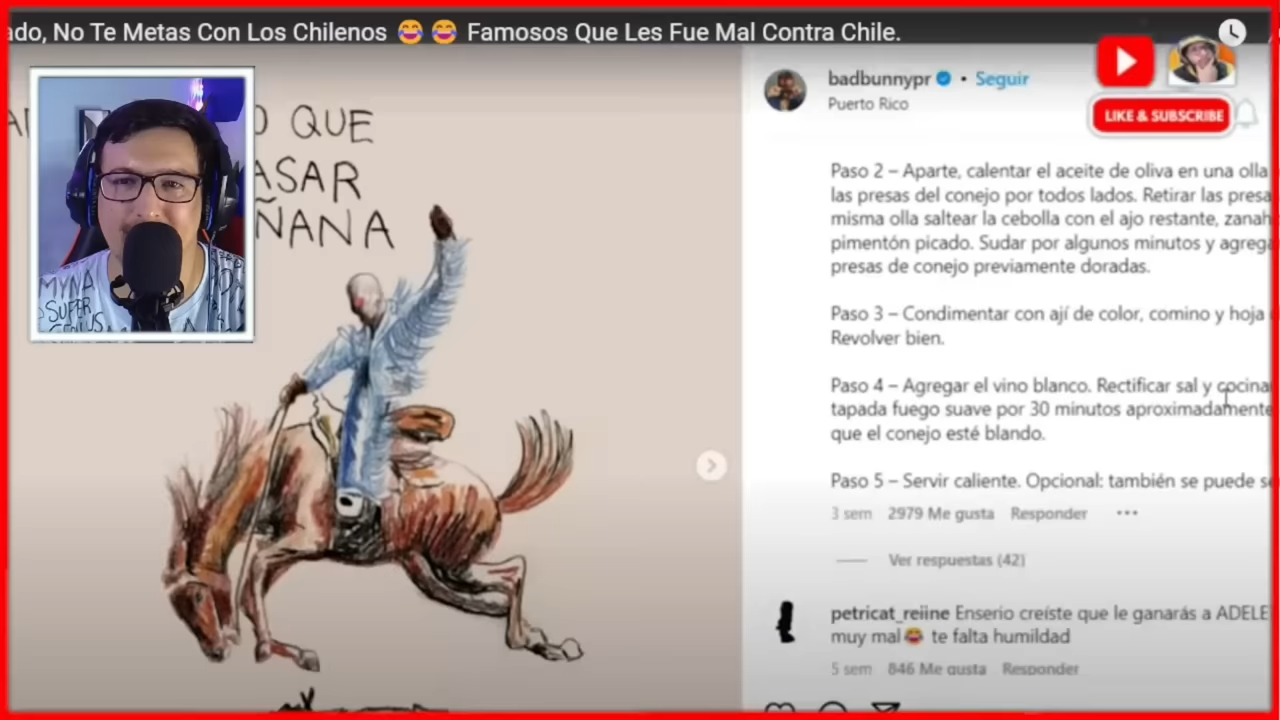 ado, No Te Metas Con Los Chilenos 😂 😂 Famosos Que Les Fue Mal Contra Chile.
QUE
ASAR
ÑANA
MYNA
SUPER
badbunnypr • Seguir
Puerto Rico
LIKE & SUBSCRIBE
Paso 2 – Aparte, calentar el aceite de oliva en una olla
las presas del conejo por todos lados. Retirar las presa
misma olla saltear la cebolla con el ajo restante, zanah
pimentón picado. Sudar por algunos minutos y agrega
presas de conejo previamente doradas.
Paso 3 – Condimentar con ají de color, comino y hoja
Revolver bien.
Paso 4 – Agregar el vino blanco. Rectificar sal y cocina
tapada fuego suave por 30 minutos aproximadamente
que el conejo esté blando.
Paso 5 – Servir caliente. Opcional: también se puede se
3 sem 2979 Me gusta Responder •••
Ver respuestas (42)
petricat_reiine Enserio creíste que le ganarás a ADELE
muy mal😂 te falta humildad
5 sem 846 Me gusta Responder